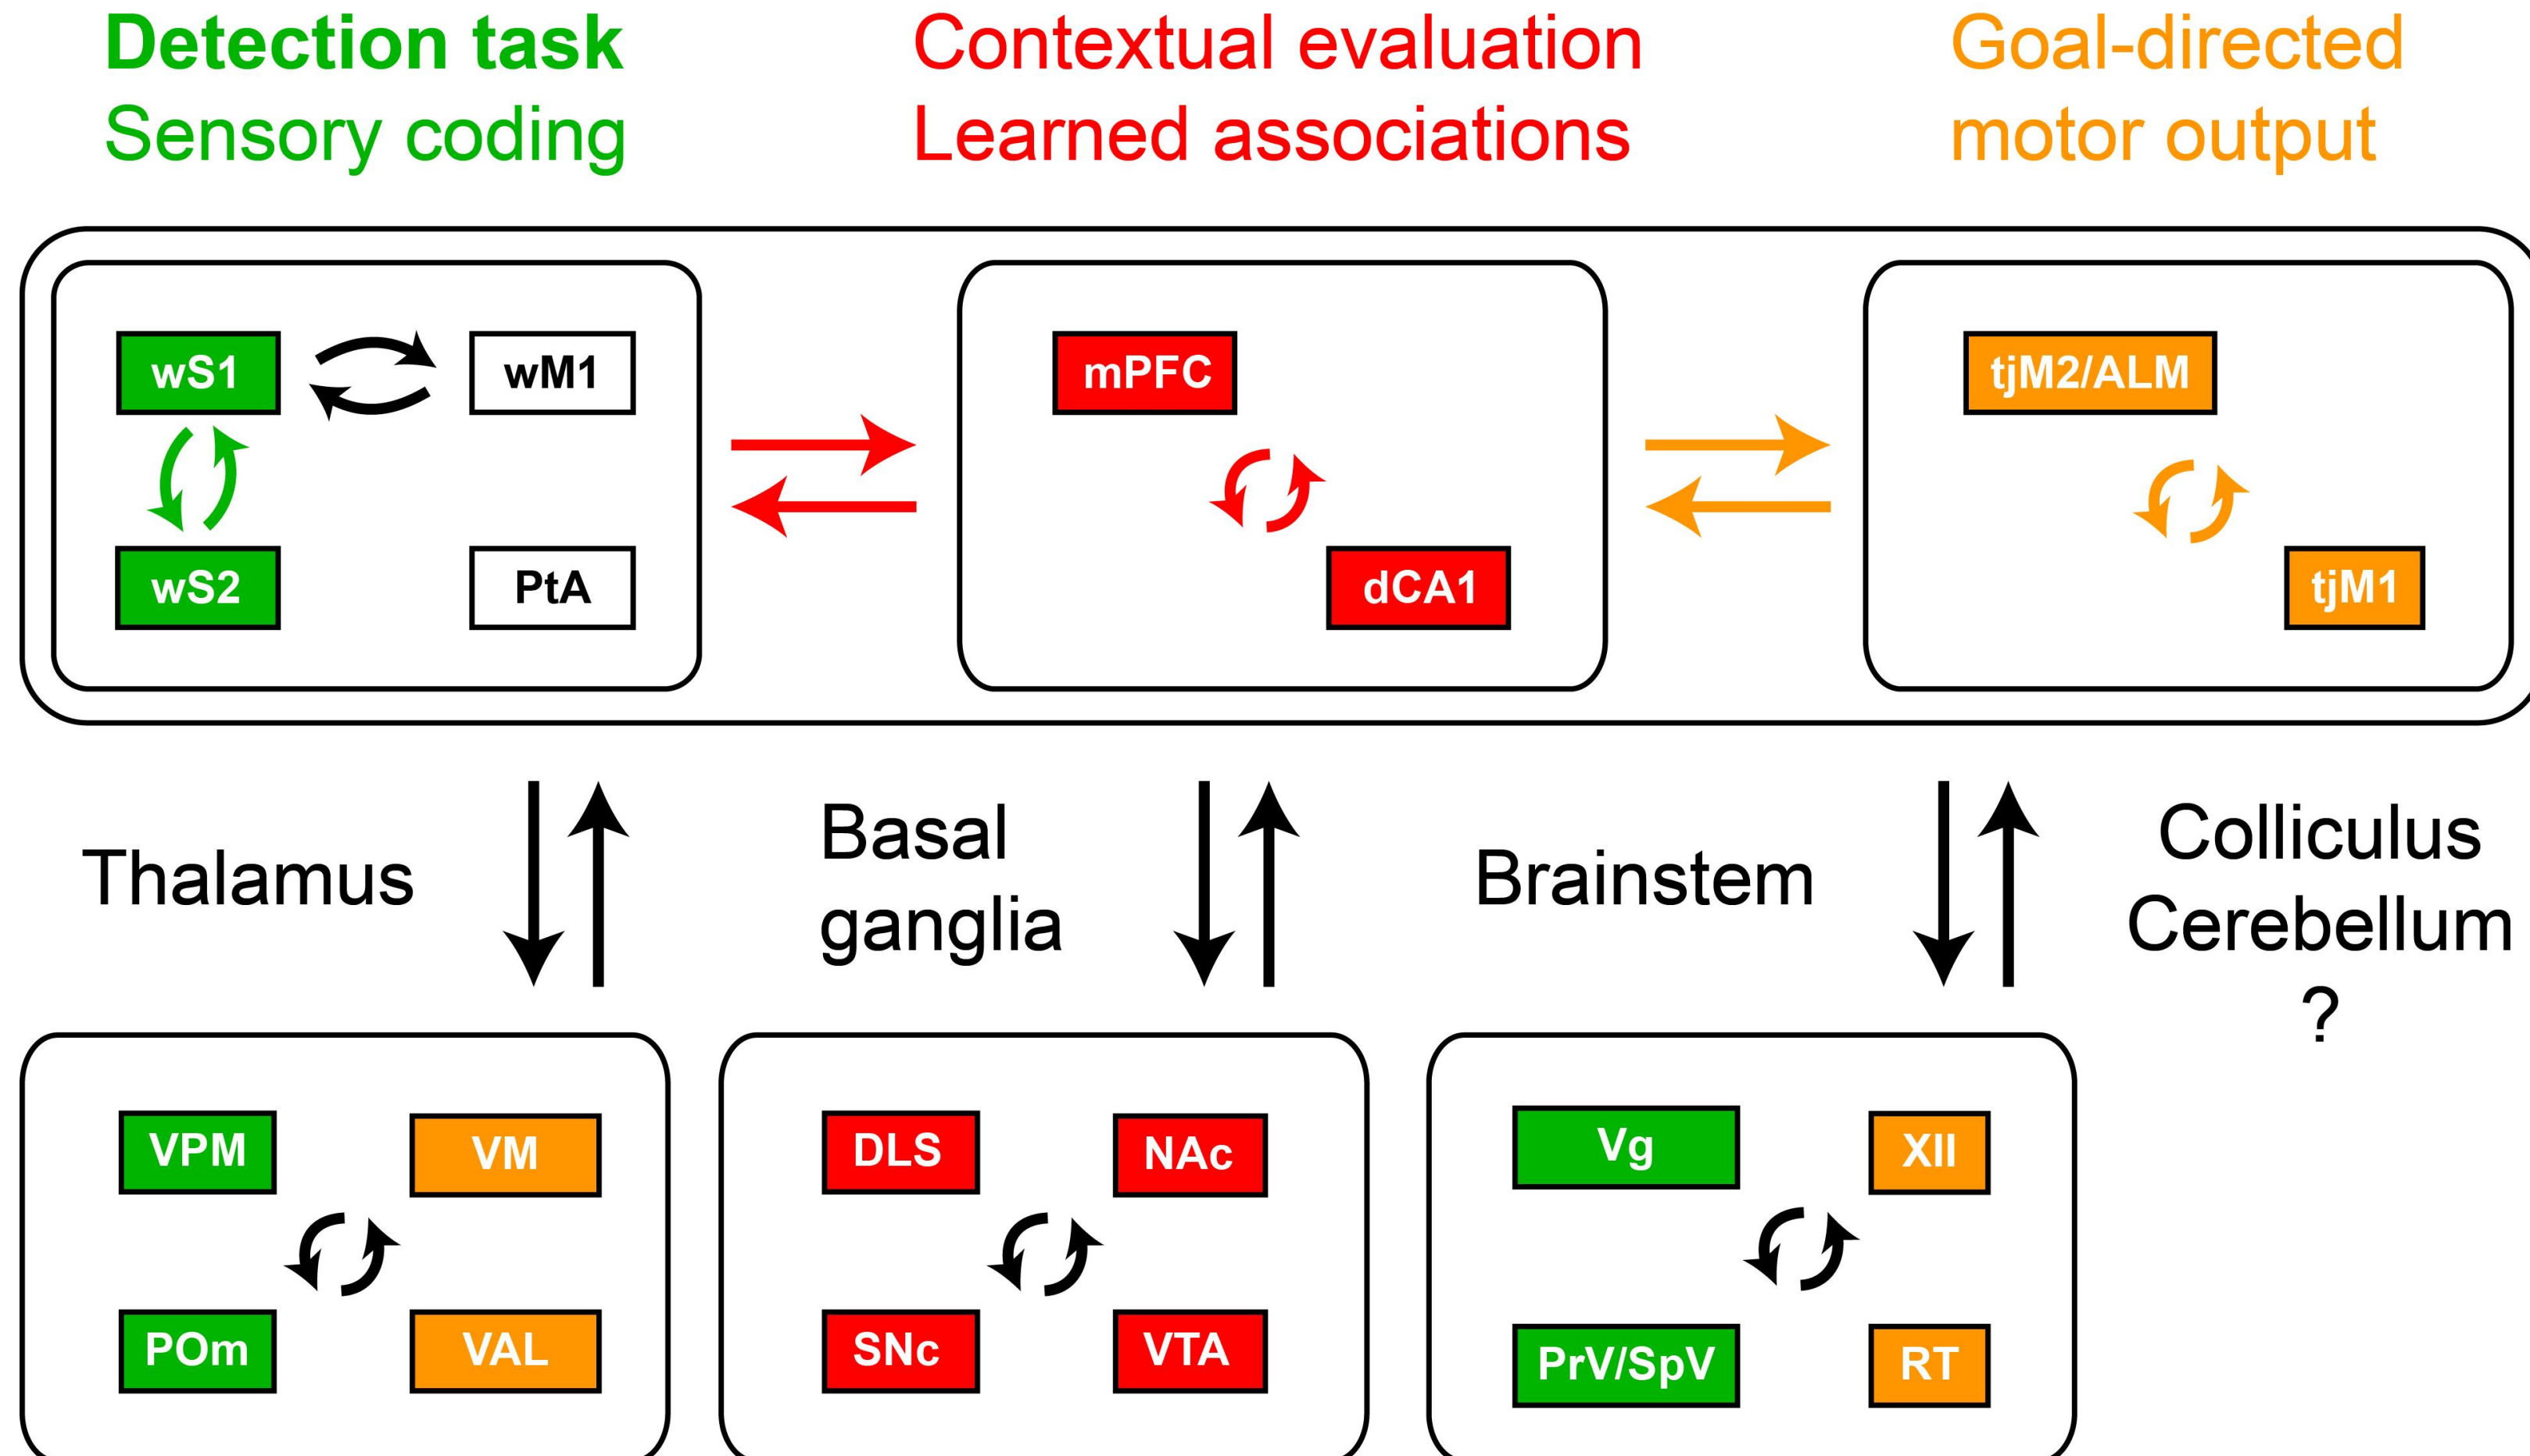 Detection task
Sensory coding
Contextual evaluation
Learned associations
Goal-directed
motor output
wS1
wM1
wS2
PtA
mPFC
dCA1
tjM2/ALM
tjM1
Thalamus
Basal
ganglia
Brainstem
Colliculus
Cerebellum
?
VPM
VM
POm
VAL
DLS
NAc
SNc
VTA
Vg
XII
PrV/SpV
RT